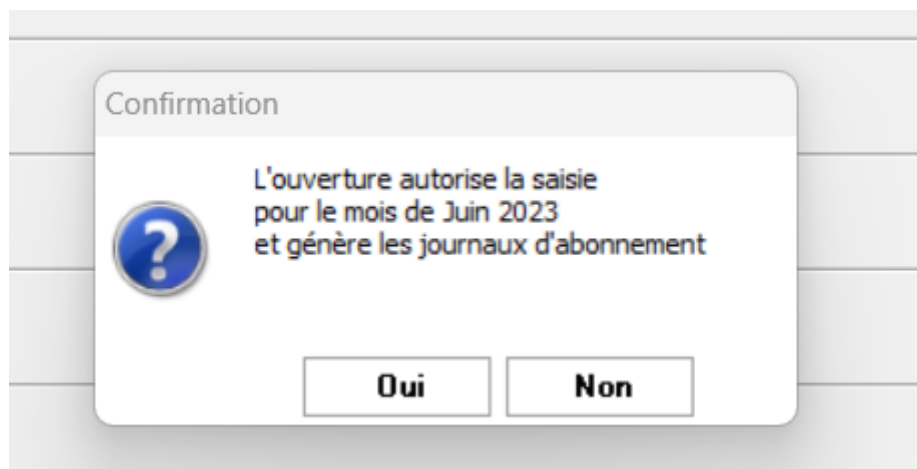 Confirmation
L'ouverture autorise la saisie
pour le mois de Juin 2023
et génère les journaux d'abonnement
Oui
Non